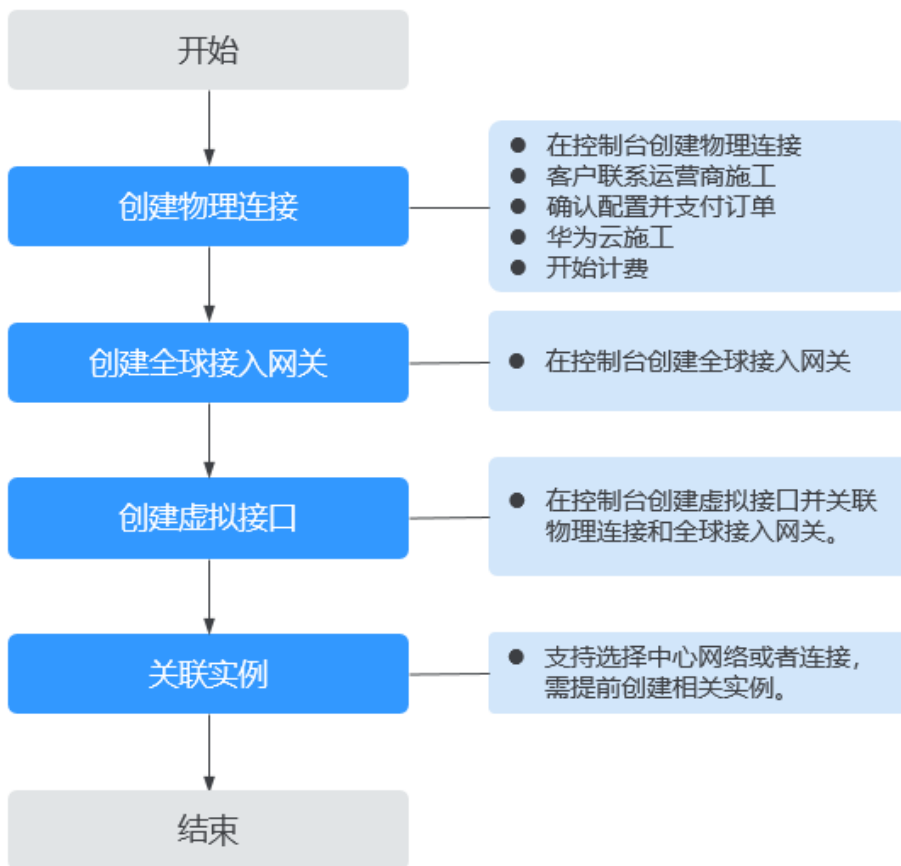 开始
创建物理连接
● 在控制台创建物理连接
● 客户联系运营商施工
● 确认配置并支付订单
● 华为云施工
● 开始计费
创建全球接入网关
● 在控制台创建全球接入网关
创建虚拟接口
● 在控制台创建虚拟接口并关联
物理连接和全球接入网关。
关联实例
● 支持选择中心网络或者连接,
需提前创建相关实例。
结束